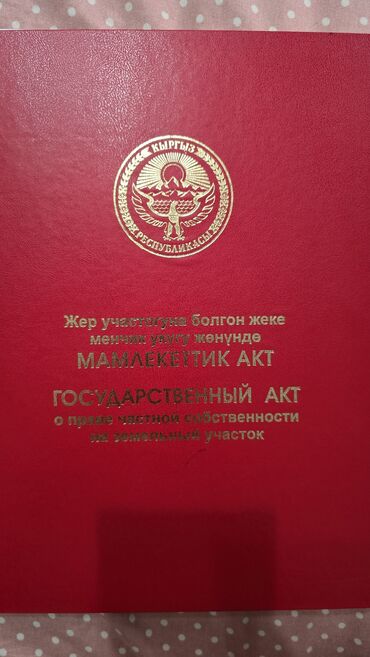 КЫРГЫЗ
РЕСПУБЛИКАСЫ
Жер участогуна болгон жеке
менчик укугу жөнүндө
МАМЛЕКЕТТИК АКТ
ГОСУДАРСТВЕННЫЙ АКТ
о праве частной собственности
на земельный участок